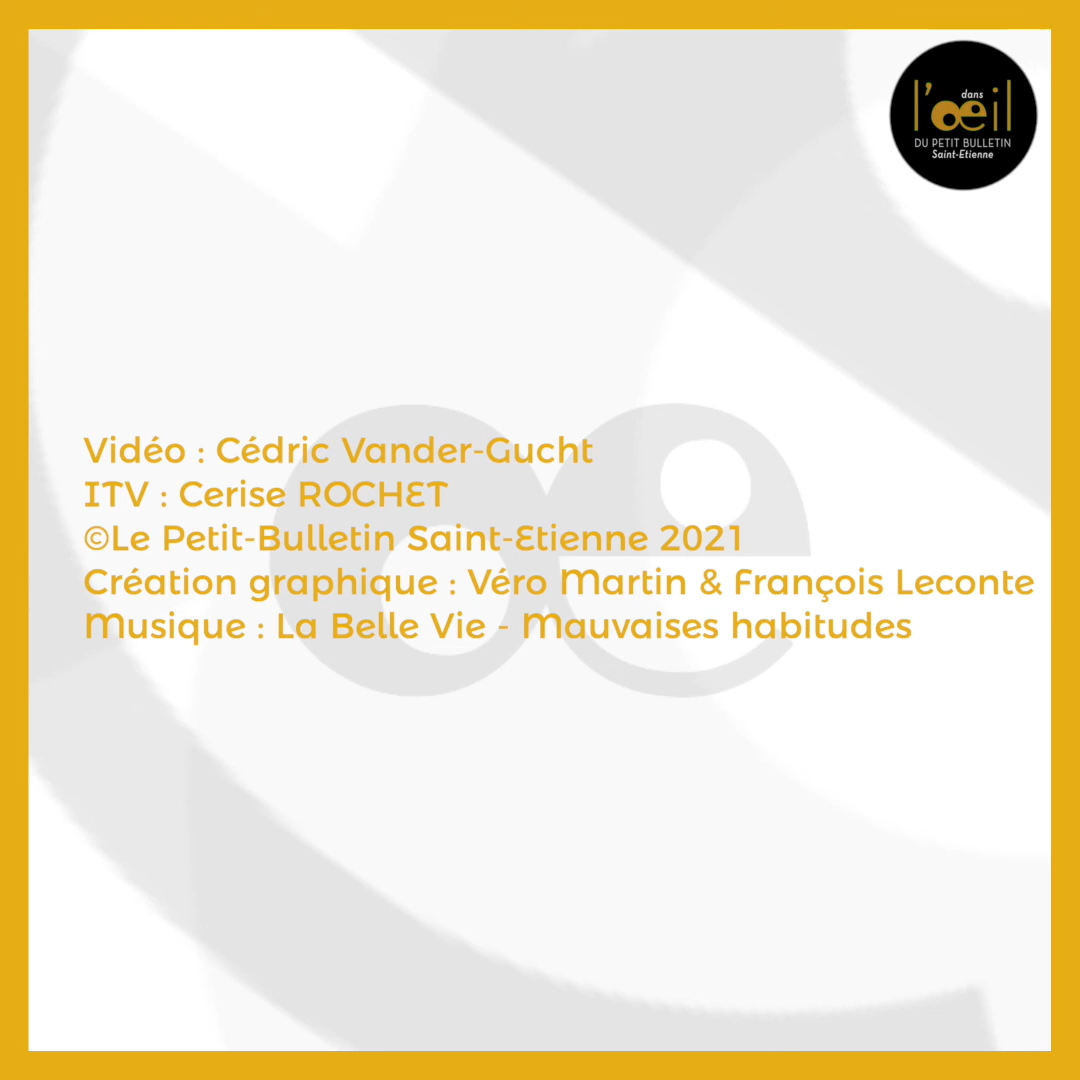 dans
l'œil
DU PETIT BULLETIN
Saint-Etienne
œ
Vidéo : Cédric Vander-Gucht
ITV : Cerise ROCHET
©Le Petit-Bulletin Saint-Etienne 2021
Création graphique : Véro Martin & François Leconte
Musique : La Belle Vie - Mauvaises habitudes